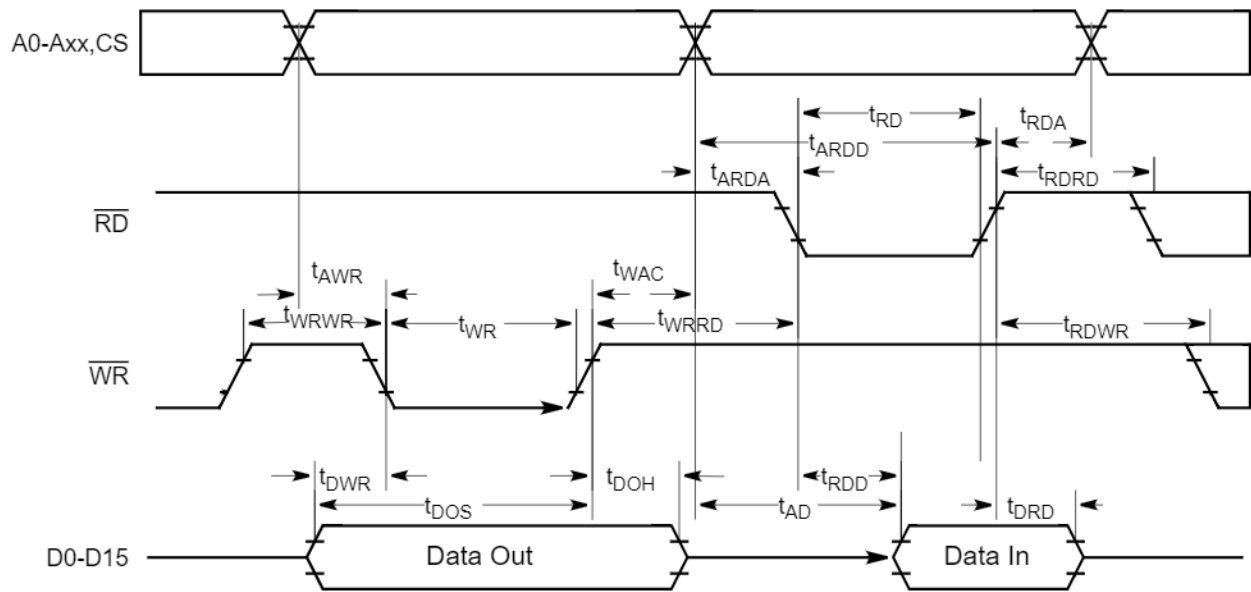 A0-Axx,CS
tRD
tRDA
tARDD
tARDA
tRDRD
RD
tAWR
tWAC
tWRWR
tWR
tWRRD
tRDWR
WR
tDWR
tDOH
tRDD
tDOS
tAD
tDRD
D0-D15
Data Out
Data In